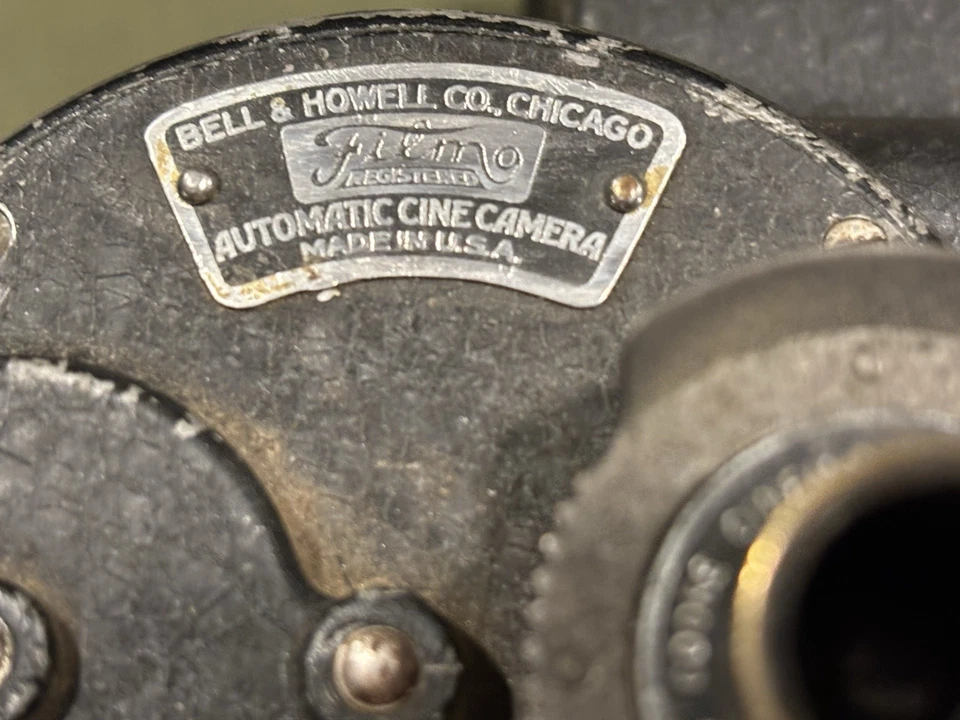 BELL & HOWELL CO., CHICAGO
Filmo
REGISTERED
AUTOMATIC CINE CAMERA
MADE IN U.S.A.